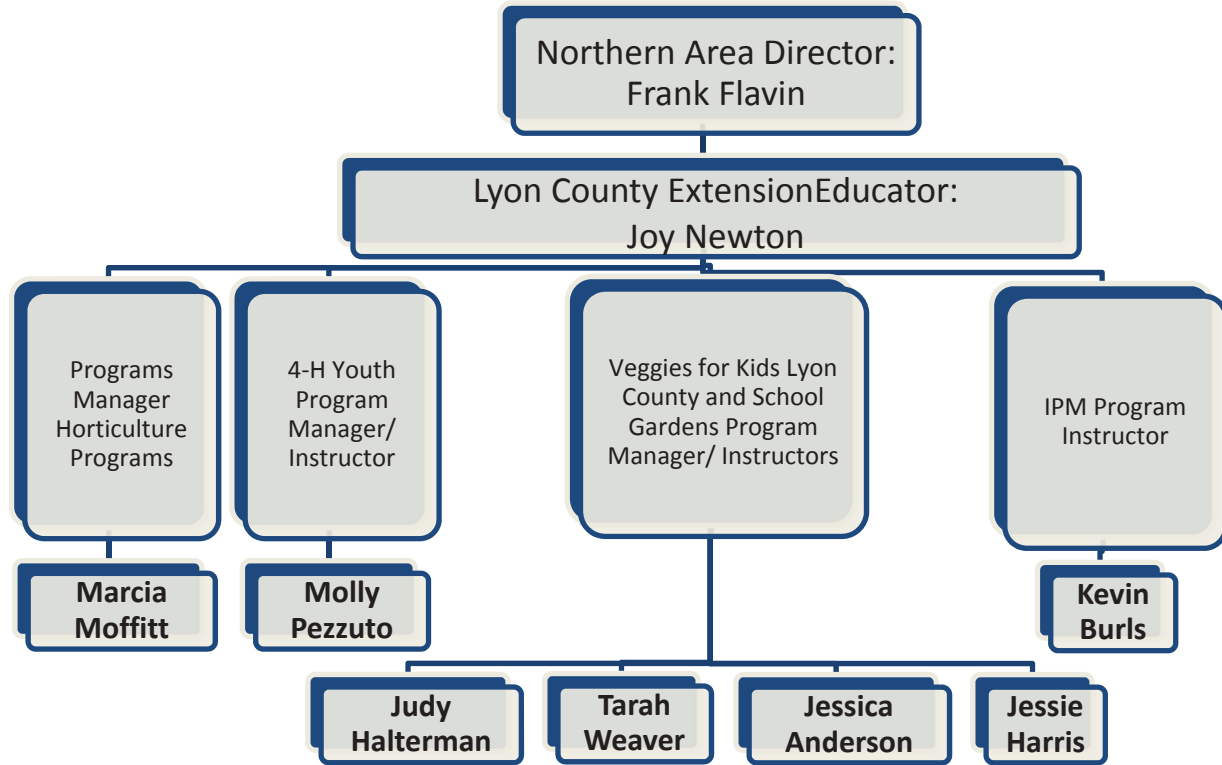 Northern Area Director:
Frank Flavin
Lyon County ExtensionEducator:
Joy Newton
Programs
Manager
Horticulture
Programs
4-H Youth
Program
Manager/
Instructor
Veggies for Kids Lyon
County and School
Gardens Program
Manager/ Instructors
IPM Program
Instructor
Marcia
Moffitt
Molly
Pezzuto
Kevin
Burls
Judy
Halterman
Tarah
Weaver
Jessica
Anderson
Jessie
Harris